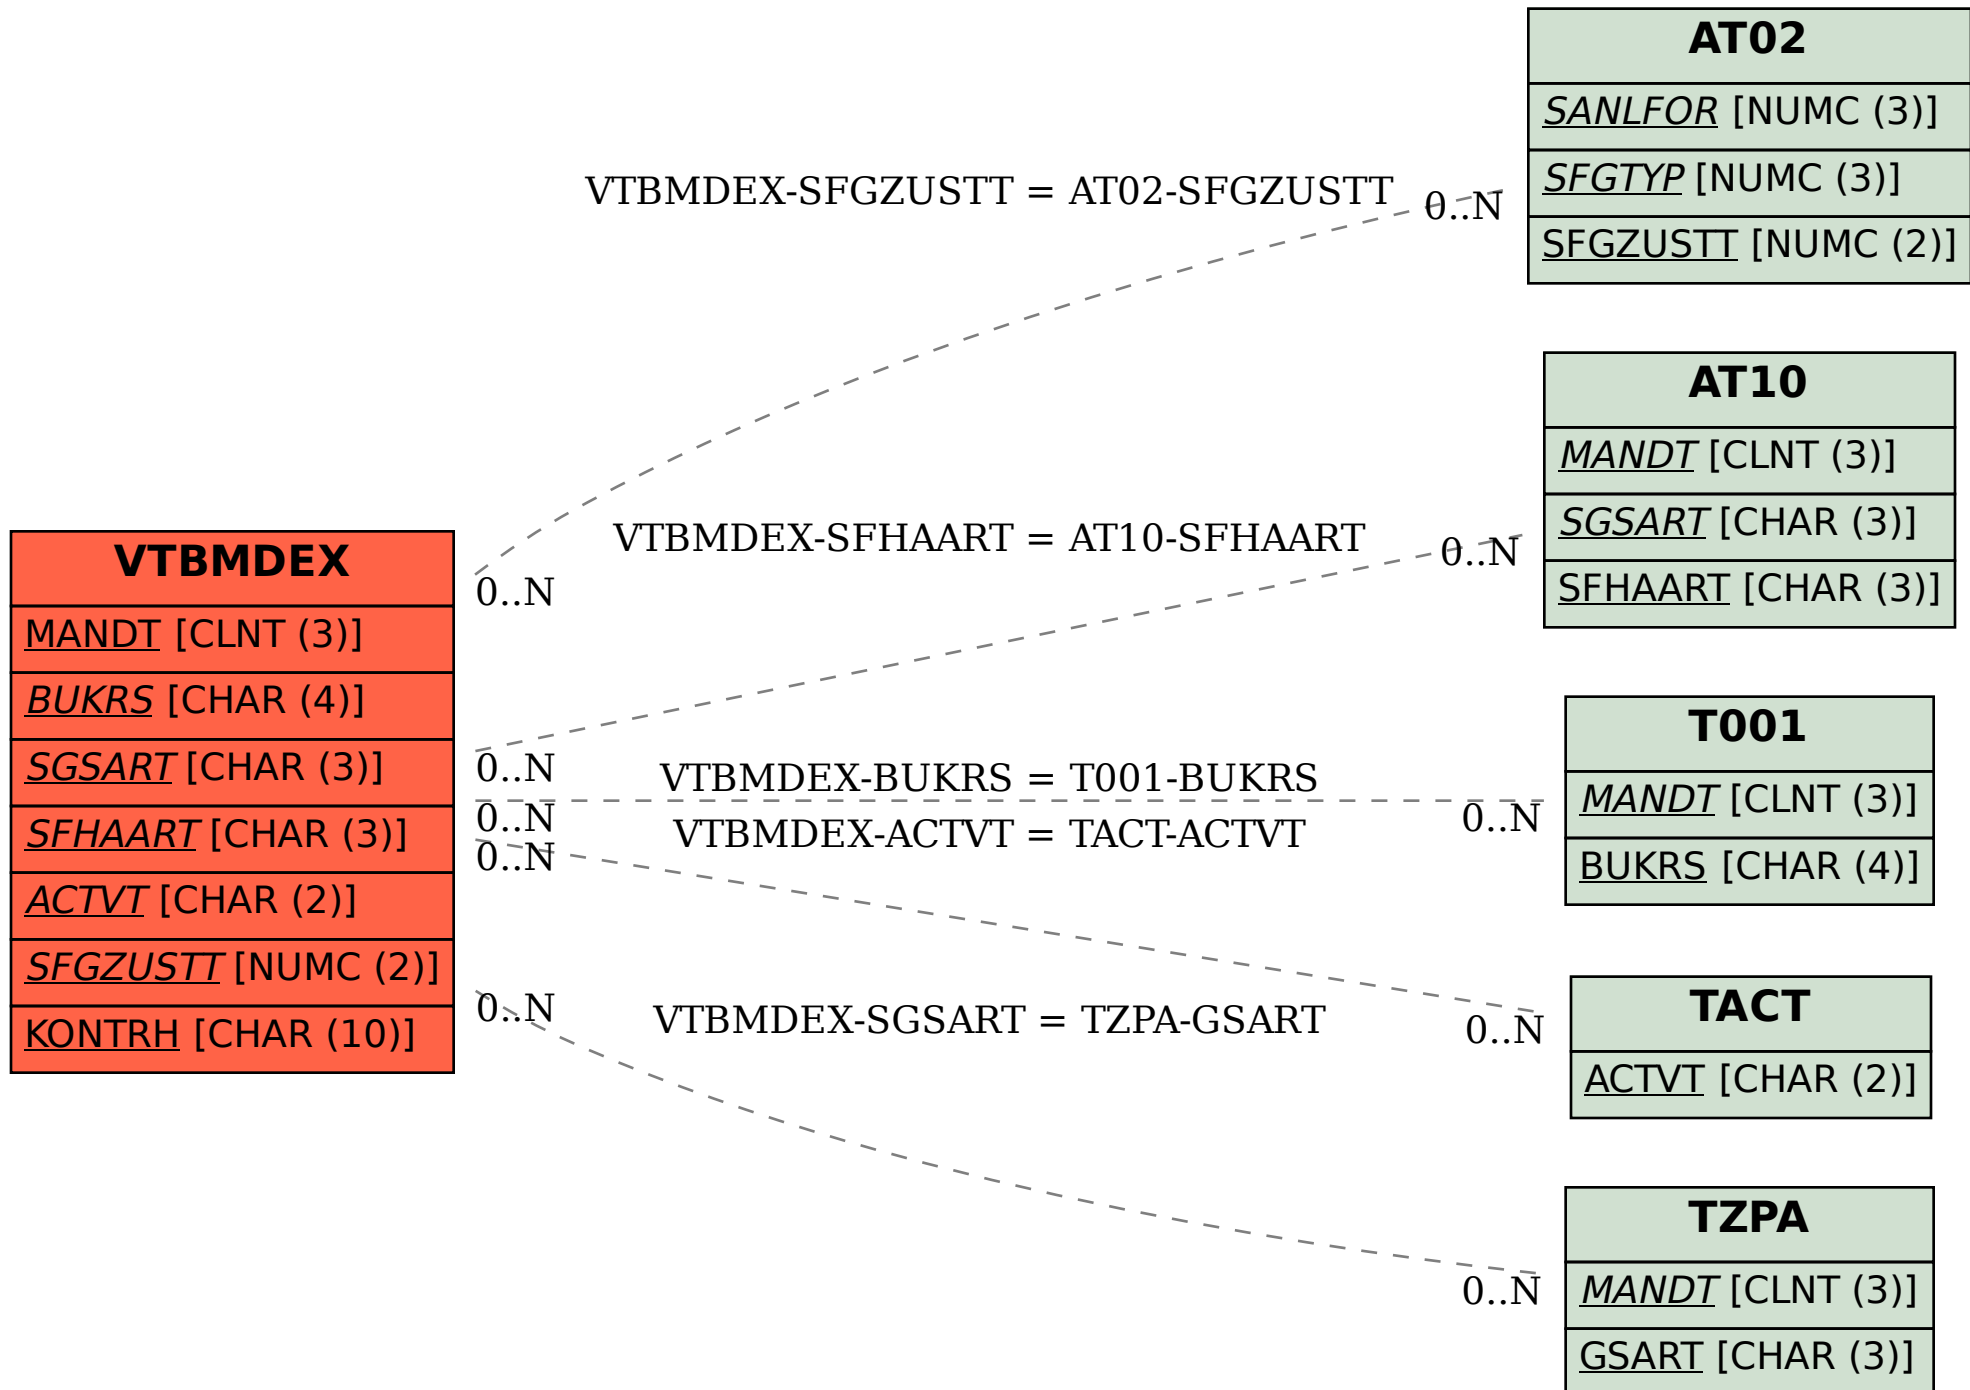 AT02
SANLFOR [NUMC (3)]
SFGTYP [NUMC (3)]
SFGZUSTT [NUMC (2)]
VTBMDEX-SFGZUSTT = AT02-SFGZUSTT
0..N
0..N
AT10
MANDT [CLNT (3)]
SGSART [CHAR (3)]
SFHAART [CHAR (3)]
VTBMDEX-SFHAART = AT10-SFHAART
0..N
0..N
VTBMDEX
MANDT [CLNT (3)]
BUKRS [CHAR (4)]
SGSART [CHAR (3)]
SFHAART [CHAR (3)]
ACTVT [CHAR (2)]
SFGZUSTT [NUMC (2)]
KONTRH [CHAR (10)]
T001
MANDT [CLNT (3)]
BUKRS [CHAR (4)]
VTBMDEX-BUKRS = T001-BUKRS
0..N
0..N
VTBMDEX-ACTVT = TACT-ACTVT
0..N
0..N
TACT
ACTVT [CHAR (2)]
VTBMDEX-SGSART = TZPA-GSART
0..N
0..N
TZPA
MANDT [CLNT (3)]
GSART [CHAR (3)]